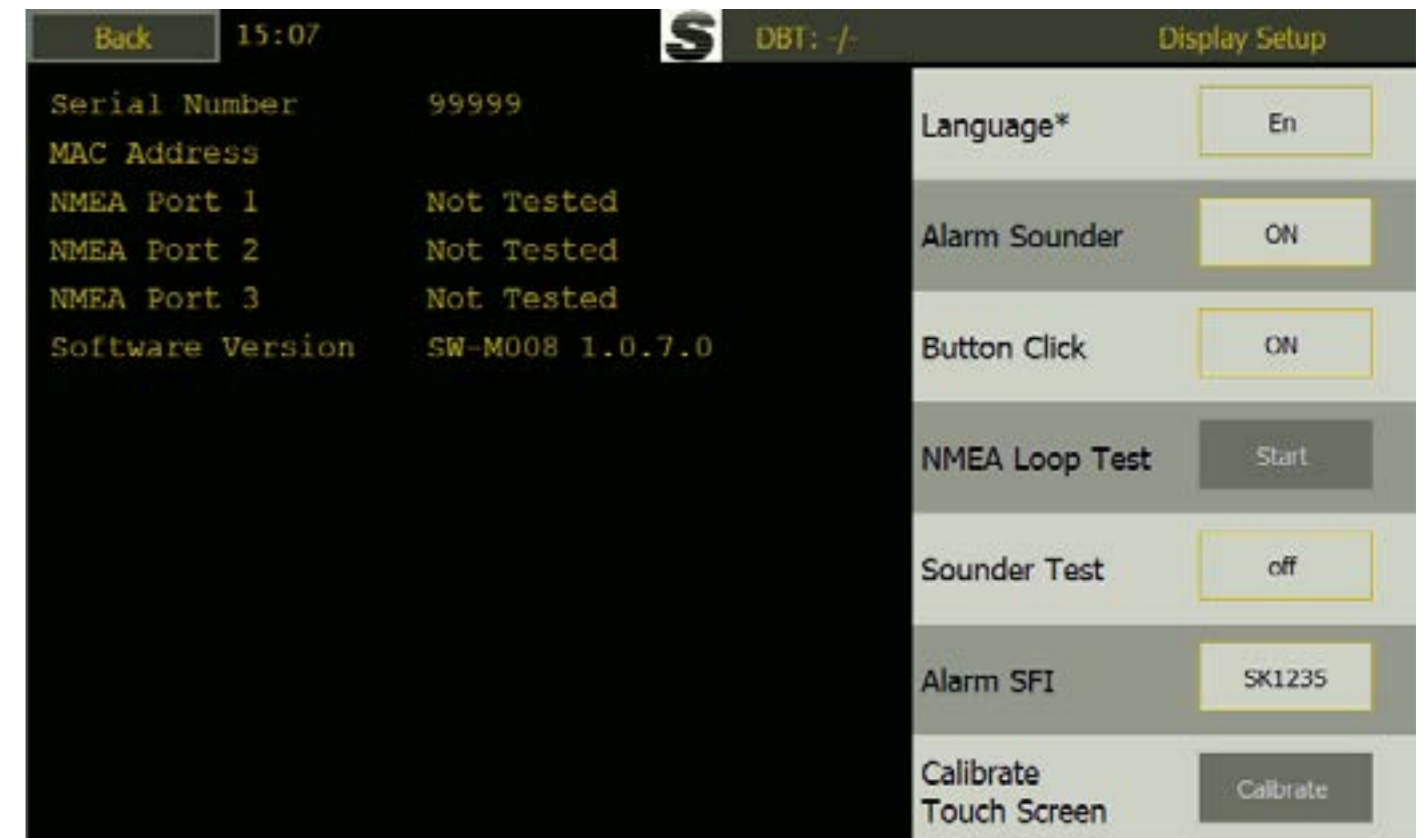 Back 15:07 S DBT: -/- Display Setup
Serial Number 99999
MAC Address
NMEA Port 1 Not Tested
NMEA Port 2 Not Tested
NMEA Port 3 Not Tested
Software Version SW-M008 1.0.7.0
Language* En
Alarm Sounder ON
Button Click ON
NMEA Loop Test Start
Sounder Test off
Alarm SFI SK1235
Calibrate
Touch Screen Calibrate